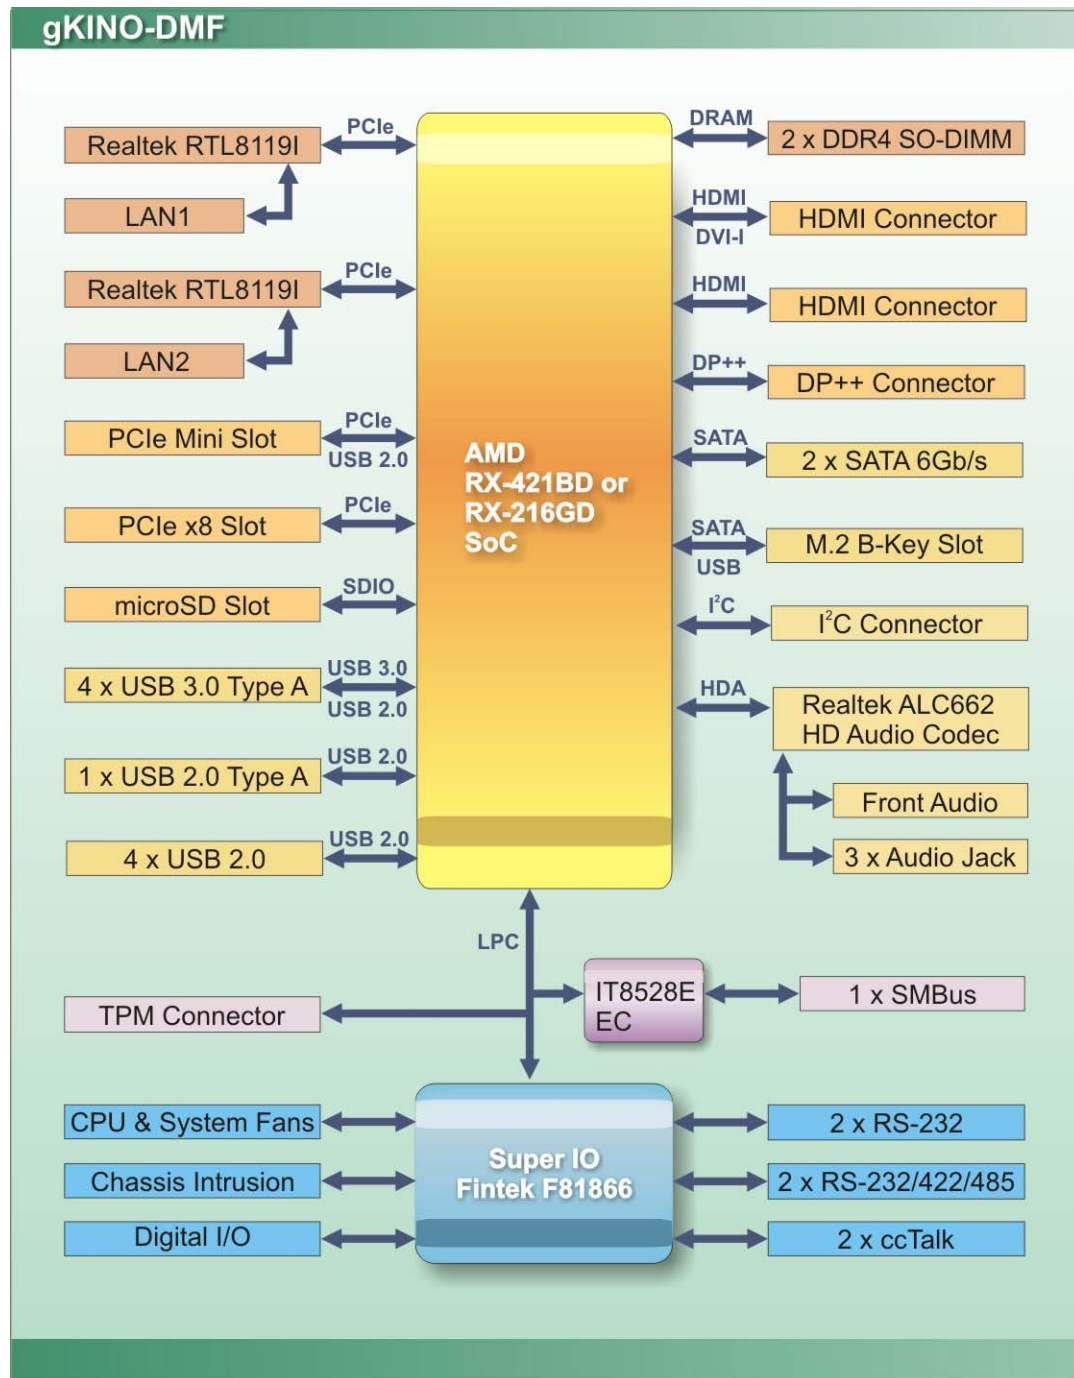 gKINO-DMF
Realtek RTL8119I
PCIe
LAN1
Realtek RTL8119I
PCIe
LAN2
PCIe Mini Slot
PCIe
USB 2.0
PCIe x8 Slot
PCIe
microSD Slot
SDIO
4 x USB 3.0 Type A
USB 3.0
USB 2.0
1 x USB 2.0 Type A
USB 2.0
4 x USB 2.0
USB 2.0
AMD
RX-421BD or
RX-216GD
SoC
DRAM
2 x DDR4 SO-DIMM
HDMI
DVI-I
HDMI Connector
HDMI
HDMI Connector
DP++
DP++ Connector
SATA
2 x SATA 6Gb/s
SATA
USB
M.2 B-Key Slot
I²C
I²C Connector
HDA
Realtek ALC662
HD Audio Codec
Front Audio
3 x Audio Jack
LPC
TPM Connector
IT8528E
EC
1 x SMBus
CPU & System Fans
Chassis Intrusion
Digital I/O
Super IO
Fintek F81866
2 x RS-232
2 x RS-232/422/485
2 x ccTalk